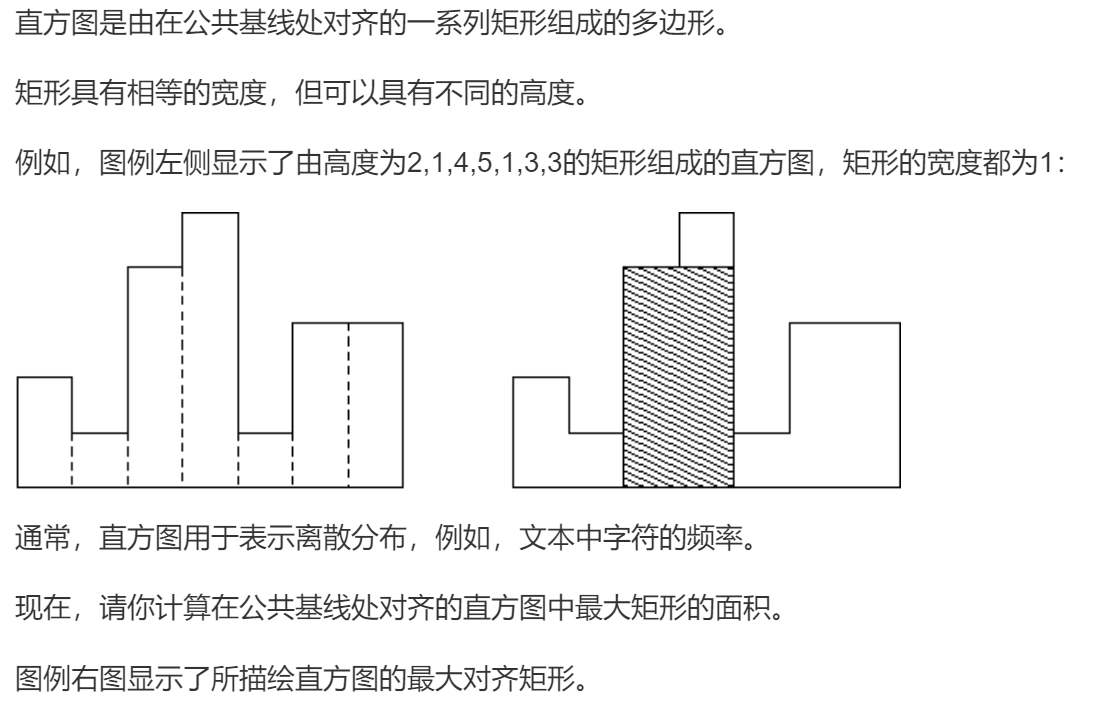 直方图是由在公共基线处对齐的一系列矩形组成的多边形。
矩形具有相等的宽度，但可以具有不同的高度。
例如，图例左侧显示了由高度为2,1,4,5,1,3,3的矩形组成的直方图，矩形的宽度都为1：
通常，直方图用于表示离散分布，例如，文本中字符的频率。
现在，请你计算在公共基线处对齐的直方图中最大矩形的面积。
图例右图显示了所描绘直方图的最大对齐矩形。